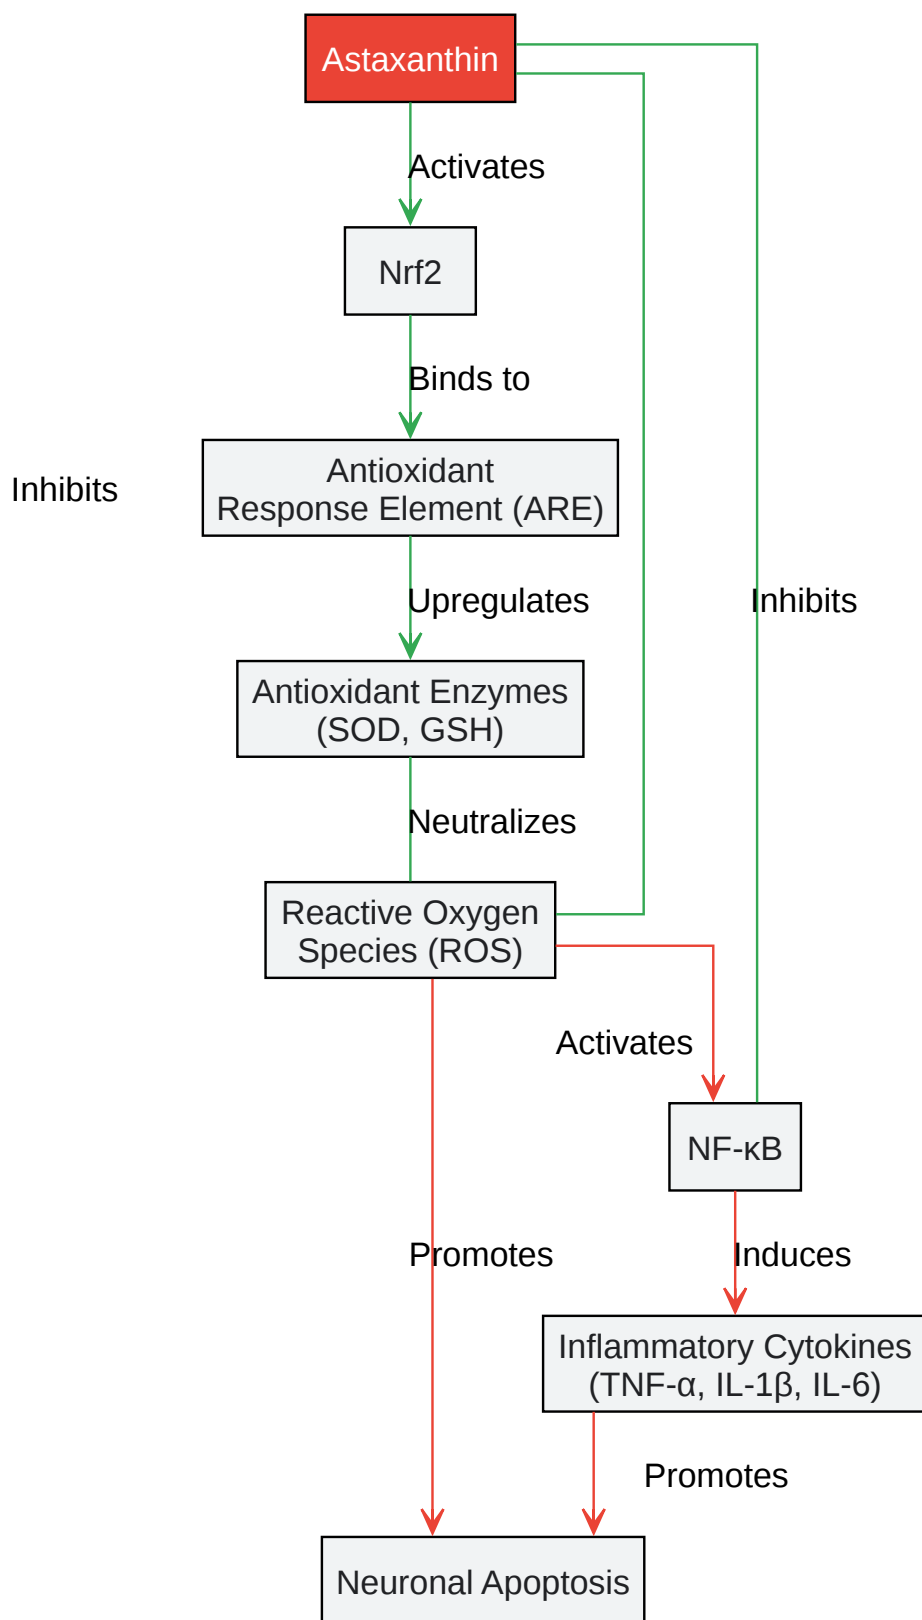 Astaxanthin
Activates
Nrf2
Binds to
Antioxidant
Response Element (ARE)
Inhibits
Upregulates
Inhibits
Antioxidant Enzymes
(SOD, GSH)
Neutralizes
Reactive Oxygen
Species (ROS)
Activates
NF-κB
Promotes
Induces
Inflammatory Cytokines
(TNF-α, IL-1β, IL-6)
Promotes
Neuronal Apoptosis